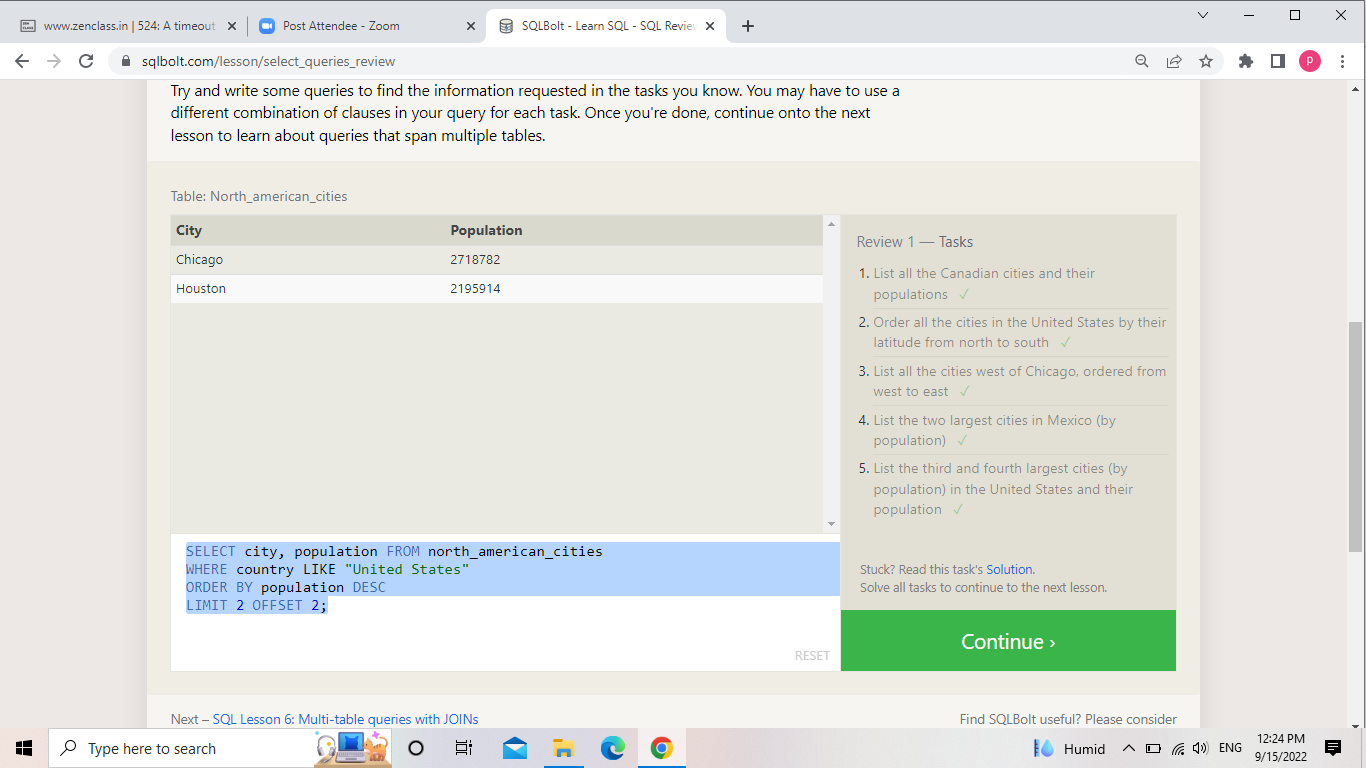 www.zenclass.in | 524: A timeout
Post Attendee - Zoom
SQLBolt - Learn SQL - SQL Review
sqlbolt.com/lesson/select_queries_review
p
Try and write some queries to find the information requested in the tasks you know. You may have to use a
different combination of clauses in your query for each task. Once you're done, continue onto the next
lesson to learn about queries that span multiple tables.
Table: North_american_cities
City Population
Chicago 2718782
Houston 2195914
Review 1 — Tasks
1. List all the Canadian cities and their
populations ✓
2. Order all the cities in the United States by their
latitude from north to south ✓
3. List all the cities west of Chicago, ordered from
west to east ✓
4. List the two largest cities in Mexico (by
population) ✓
5. List the third and fourth largest cities (by
population) in the United States and their
population ✓
SELECT city, population FROM north_american_cities
WHERE country LIKE "United States"
ORDER BY population DESC
LIMIT 2 OFFSET 2;
RESET
Stuck? Read this task's Solution.
Solve all tasks to continue to the next lesson.
Continue ›
Next – SQL Lesson 6: Multi-table queries with JOINs
Find SQLBolt useful? Please consider
Type here to search
Humid
ENG
12:24 PM
9/15/2022